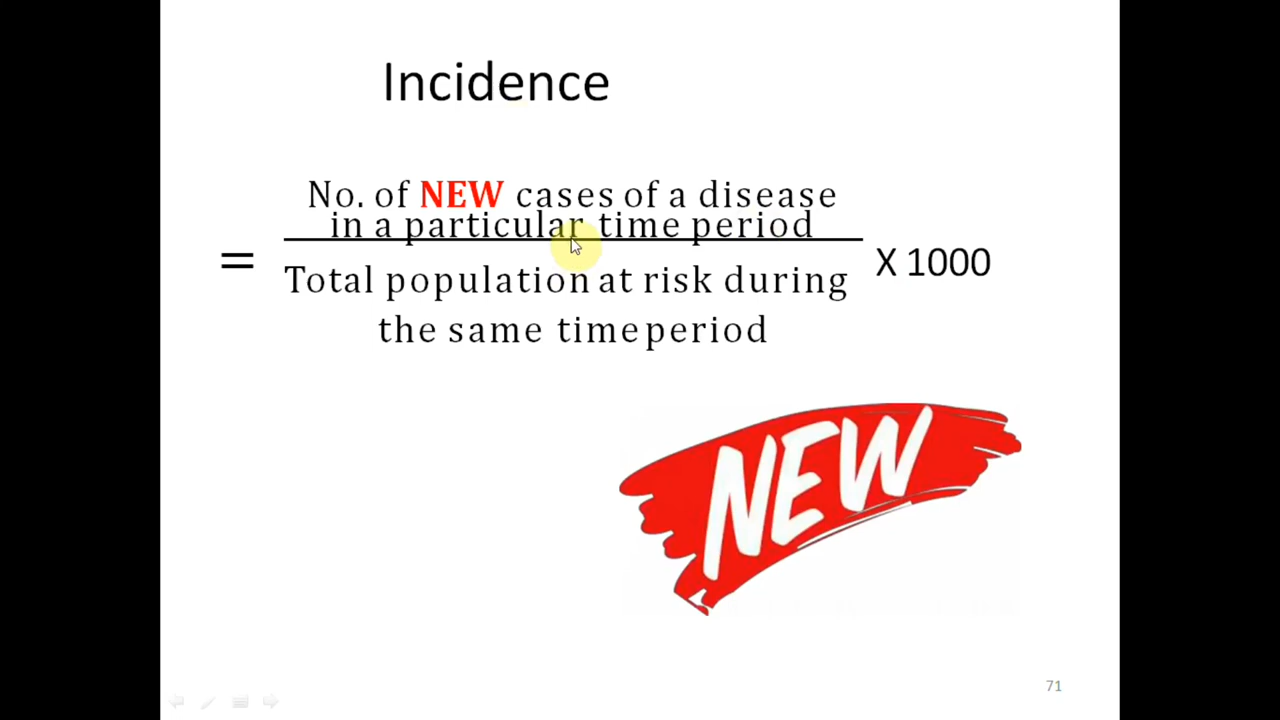 Incidence
No. of NEW cases of a disease
in a particular time period
=
X 1000
Total population at risk during
the same time period
NEW
71